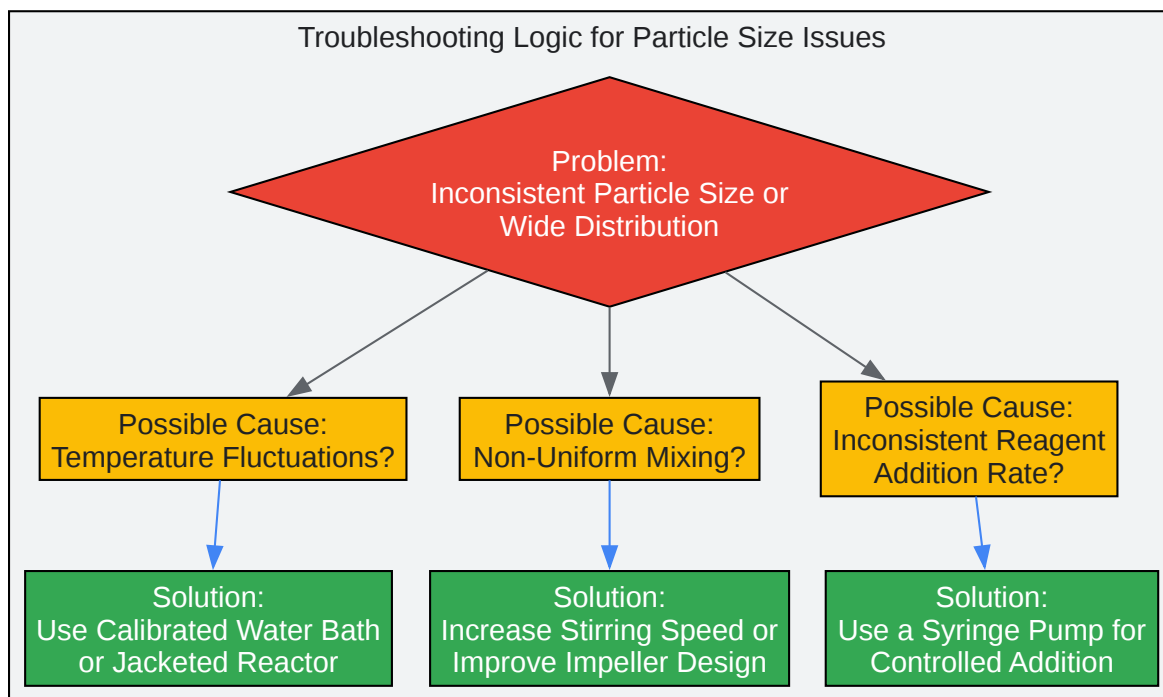 Troubleshooting Logic for Particle Size Issues
Problem:
Inconsistent Particle Size or
Wide Distribution
Possible Cause:
Temperature Fluctuations?
Possible Cause:
Non-Uniform Mixing?
Possible Cause:
Inconsistent Reagent
Addition Rate?
Solution:
Use Calibrated Water Bath
or Jacketed Reactor
Solution:
Increase Stirring Speed or
Improve Impeller Design
Solution:
Use a Syringe Pump for
Controlled Addition